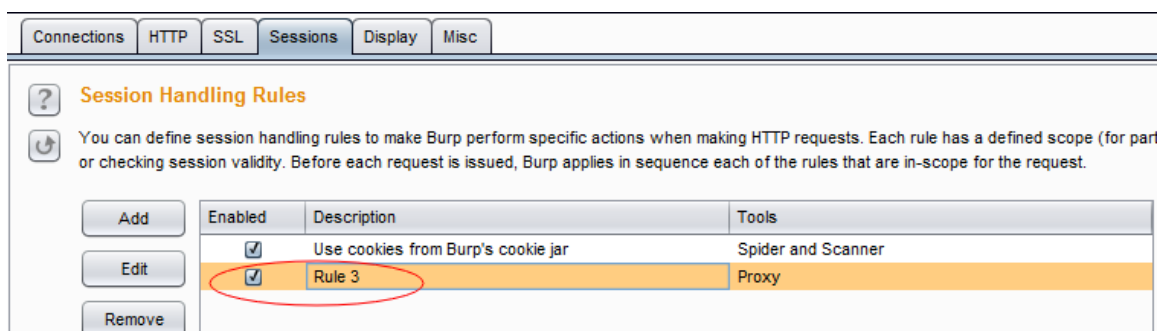 Connections HTTP SSL Sessions Display Misc
? Session Handling Rules
You can define session handling rules to make Burp perform specific actions when making HTTP requests. Each rule has a defined scope (for part
or checking session validity. Before each request is issued, Burp applies in sequence each of the rules that are in-scope for the request.
Add Enabled Description Tools
Use cookies from Burp's cookie jar Spider and Scanner
Edit Rule 3 Proxy
Remove